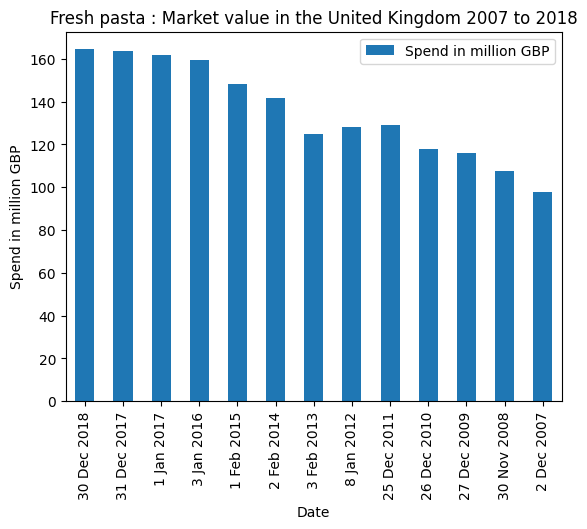 Fresh pasta : Market value in the United Kingdom 2007 to 2018
Spend in million GBP
Spend in million GBP
160
140
120
100
80
60
40
20
0
30 Dec 2018
31 Dec 2017
1 Jan 2017
3 Jan 2016
1 Feb 2015
2 Feb 2014
3 Feb 2013
8 Jan 2012
25 Dec 2011
26 Dec 2010
27 Dec 2009
30 Nov 2008
2 Dec 2007
Date